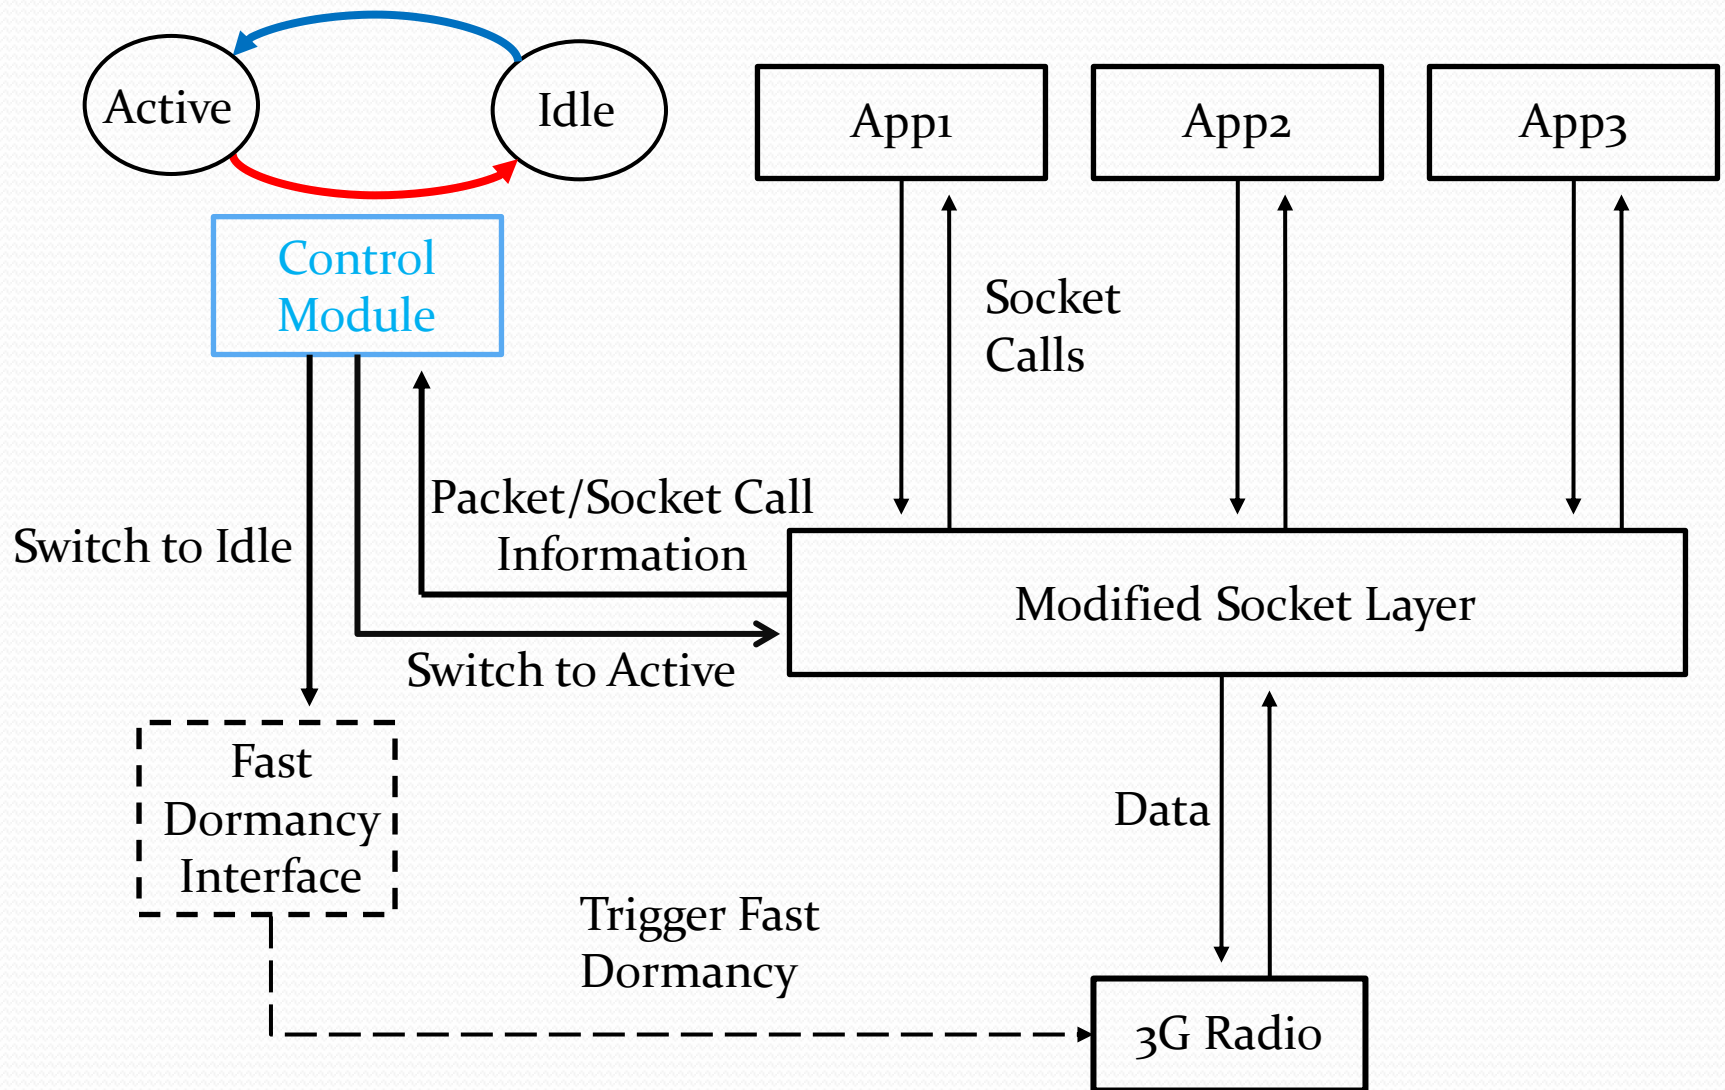 Active
Idle
App1
App2
App3
Control
Module
Socket
Calls
Packet/Socket Call
Information
Switch to Idle
Modified Socket Layer
Switch to Active
Fast
Dormancy
Interface
Data
Trigger Fast
Dormancy
3G Radio